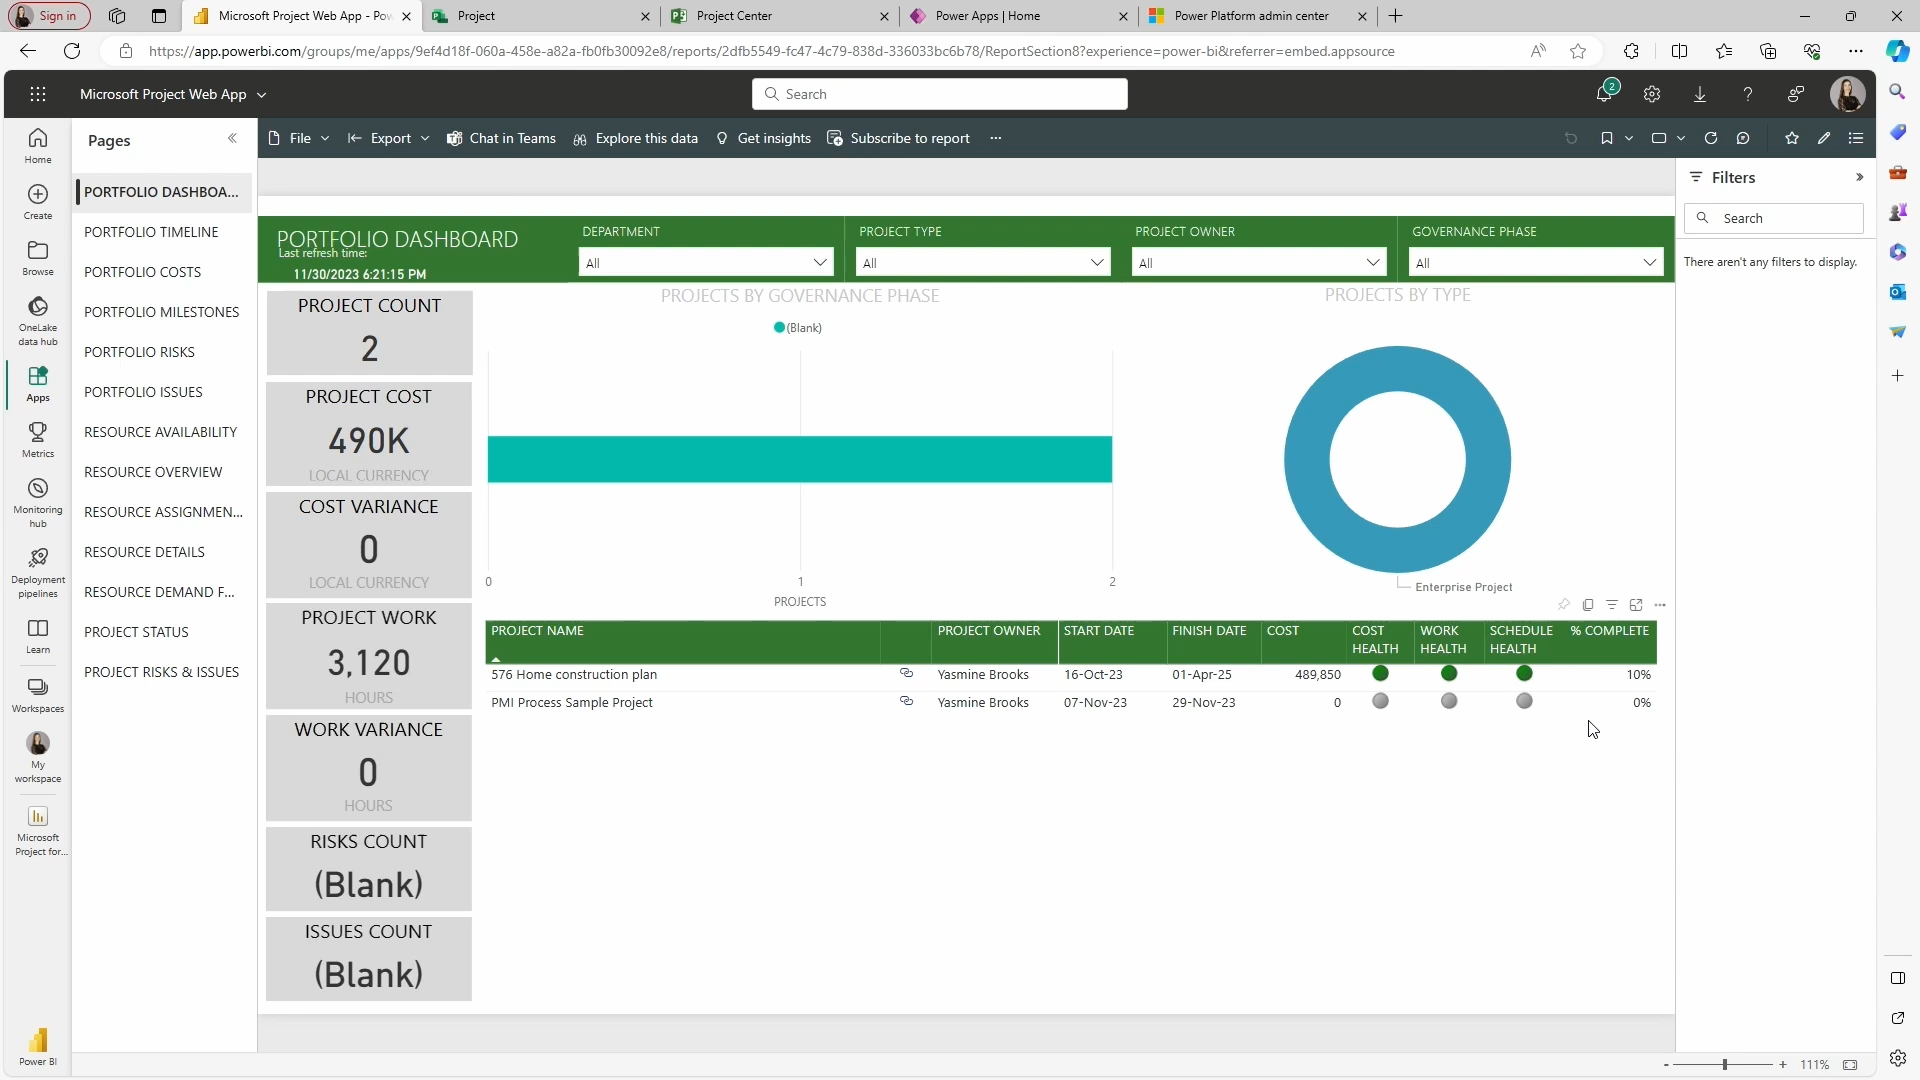 Sign in
Microsoft Project Web App - Pow
Project
Project Center
Power Apps | Home
Power Platform admin center
https://app.powerbi.com/groups/me/apps/9ef4d18f-060a-458e-a82a-fb0fb30092e8/reports/2dfb5549-fc47-4c79-838d-336033bc6b78/ReportSection8?experience=power-bi&referrer=embed.appsource
Microsoft Project Web App
Search
2
Home
Create
Browse
OneLake
data hub
Apps
Metrics
Monitoring
hub
Deployment
pipelines
Learn
Workspaces
My
workspace
Microsoft
Project for...
Power BI
Pages
PORTFOLIO DASHBOA...
PORTFOLIO TIMELINE
PORTFOLIO COSTS
PORTFOLIO MILESTONES
PORTFOLIO RISKS
PORTFOLIO ISSUES
RESOURCE AVAILABILITY
RESOURCE OVERVIEW
RESOURCE ASSIGNMEN...
RESOURCE DETAILS
RESOURCE DEMAND F...
PROJECT STATUS
PROJECT RISKS & ISSUES
File
Export
Chat in Teams
Explore this data
Get insights
Subscribe to report
PORTFOLIO DASHBOARD
Last refresh time:
11/30/2023 6:21:15 PM
DEPARTMENT
All
PROJECT TYPE
All
PROJECT OWNER
All
GOVERNANCE PHASE
All
PROJECT COUNT
2
PROJECT COST
490K
LOCAL CURRENCY
COST VARIANCE
0
LOCAL CURRENCY
PROJECT WORK
3,120
HOURS
WORK VARIANCE
0
HOURS
RISKS COUNT
(Blank)
ISSUES COUNT
(Blank)
PROJECTS BY GOVERNANCE PHASE
(Blank)
0 1 2
PROJECTS
PROJECTS BY TYPE
Enterprise Project
PROJECT NAME PROJECT OWNER START DATE FINISH DATE COST COST HEALTH WORK HEALTH SCHEDULE HEALTH % COMPLETE
576 Home construction plan Yasmine Brooks 16-Oct-23 01-Apr-25 489,850 10%
PMI Process Sample Project Yasmine Brooks 07-Nov-23 29-Nov-23 0 0%
Filters
Search
There aren't any filters to display.
111%